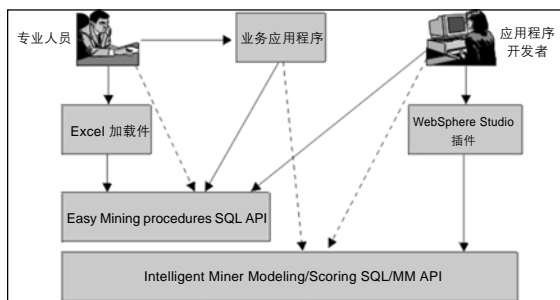 专业人员
业务应用程序
应用程序
开发者
Excel 加载件
WebSphere Studio
插件
Easy Mining procedures SQL API
Intelligent Miner Modeling/Scoring SQL/MM API